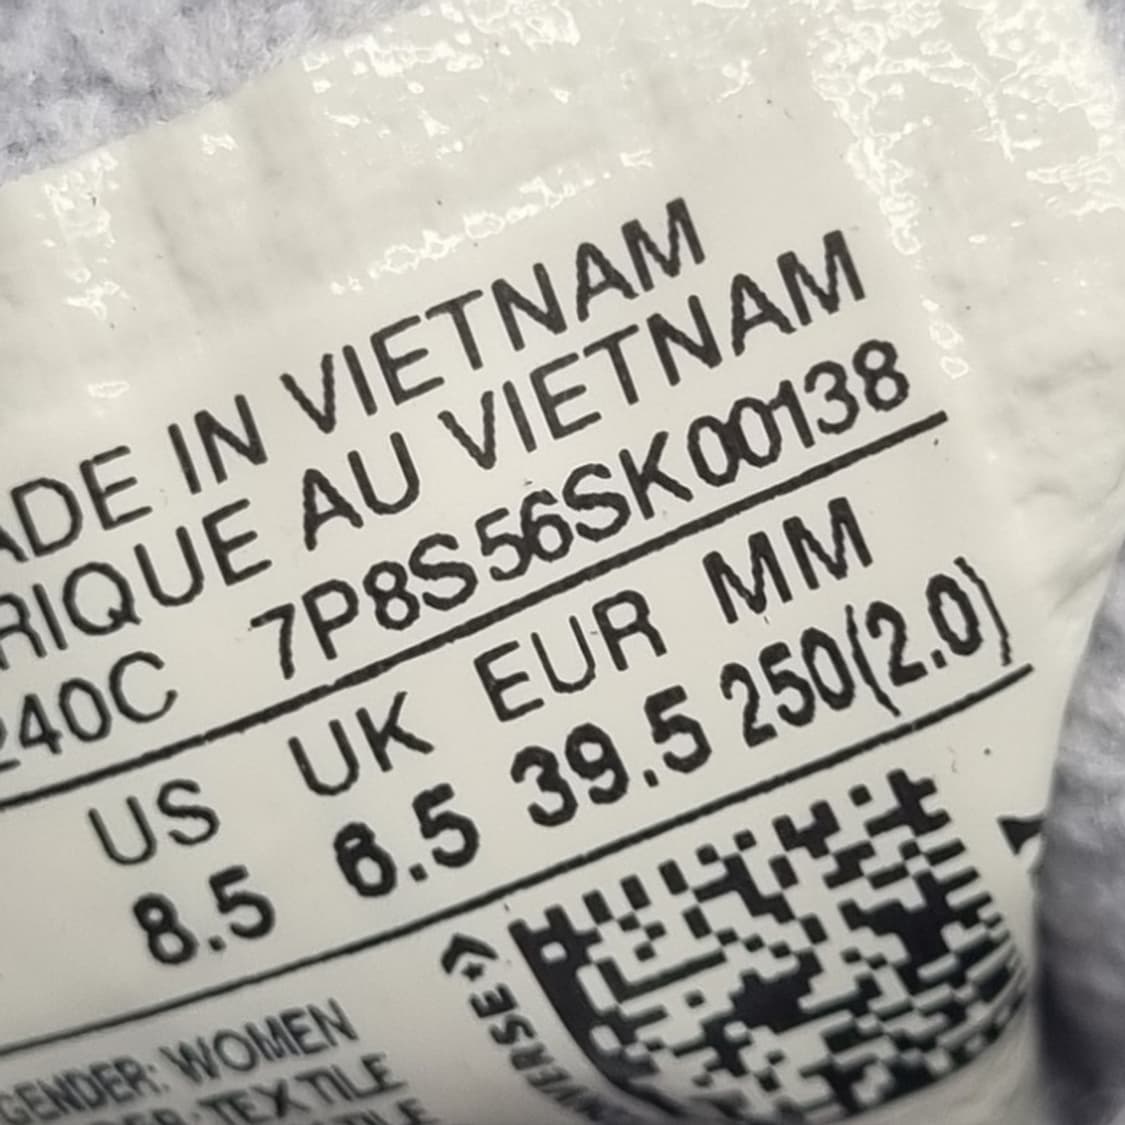 ADE IN VIETNAM
RIQUE AU VIETNAM
240C 7P8S56SK00138
US UK EUR MM
8.5 6.5 39.5 250(2.0)
GENDER: WOMEN
TEXTILE